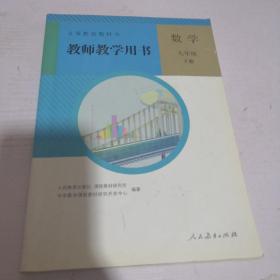 义务教育教科书
教师教学用书
数学
九年级
下册
人民教育出版社 课程教材研究所
中学数学课程教材研究开发中心
编著
人民教育出版社